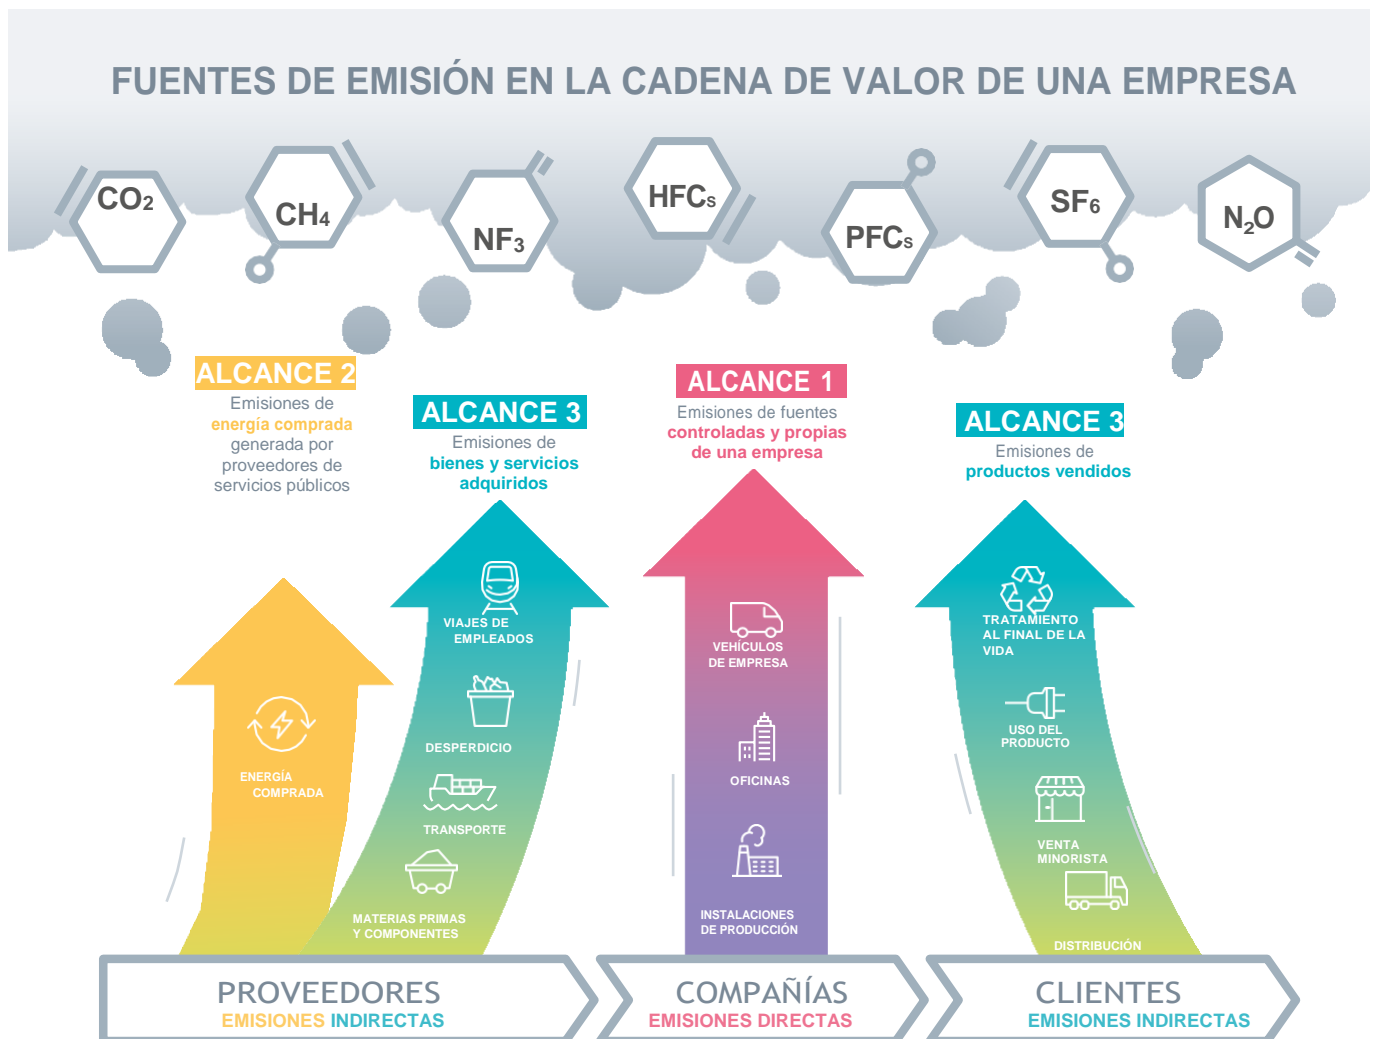 FUENTES DE EMISIÓN EN LA CADENA DE VALOR DE UNA EMPRESA
CO2
CH4
NF3
HFCs
PFCs
SF6
N2O
ALCANCE 2
Emisiones de
energía comprada
generada por
proveedores de
servicios públicos
ENERGÍA
COMPRADA
ALCANCE 3
Emisiones de
bienes y servicios
adquiridos
VIAJES DE
EMPLEADOS
DESPERDICIO
TRANSPORTE
MATERIAS PRIMAS
Y COMPONENTES
ALCANCE 1
Emisiones de fuentes
controladas y propias
de una empresa
VEHÍCULOS
DE EMPRESA
OFICINAS
INSTALACIONES
DE PRODUCCIÓN
ALCANCE 3
Emisiones de
productos vendidos
TRATAMIENTO
AL FINAL DE LA
VIDA
USO DEL
PRODUCTO
VENTA
MINORISTA
DISTRIBUCIÓN
PROVEEDORES
EMISIONES INDIRECTAS
COMPAÑÍAS
EMISIONES DIRECTAS
CLIENTES
EMISIONES INDIRECTAS